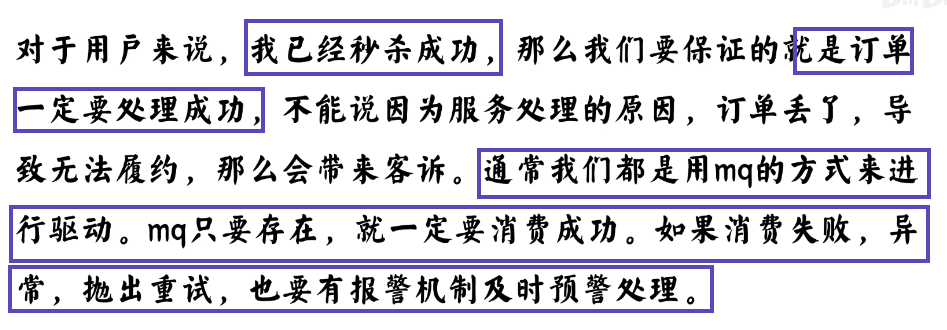 对于用户来说，我已经秒杀成功，那么我们要保证的就是订单
一定要处理成功，不能说因为服务处理的原因，订单丢了，导
致无法履约，那么会带来客诉。通常我们都是用mq的方式来进
行驱动。mq只要存在，就一定要消费成功。如果消费失败，异
常，抛出重试，也要有报警机制及时预警处理。